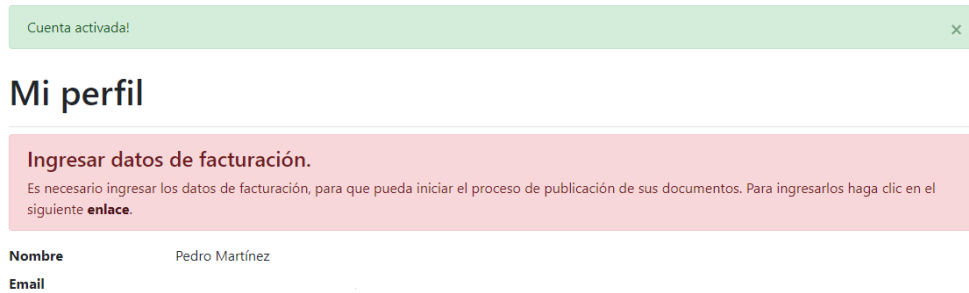 Cuenta activada!
×
Mi perfil
Ingresar datos de facturación.
Es necesario ingresar los datos de facturación, para que pueda iniciar el proceso de publicación de sus documentos. Para ingresarlos haga clic en el
siguiente enlace.
Nombre Pedro Martínez
Email